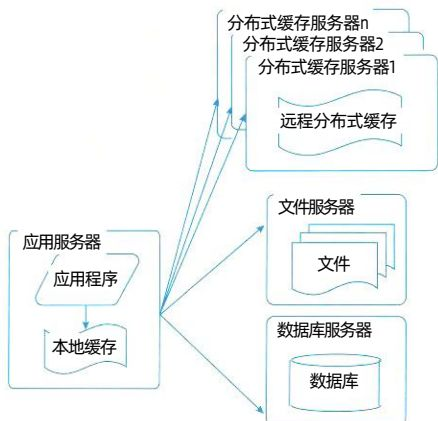 分布式缓存服务器n
分布式缓存服务器2
分布式缓存服务器1
远程分布式缓存
文件服务器
文件
应用服务器
应用程序
本地缓存
数据库服务器
数据库